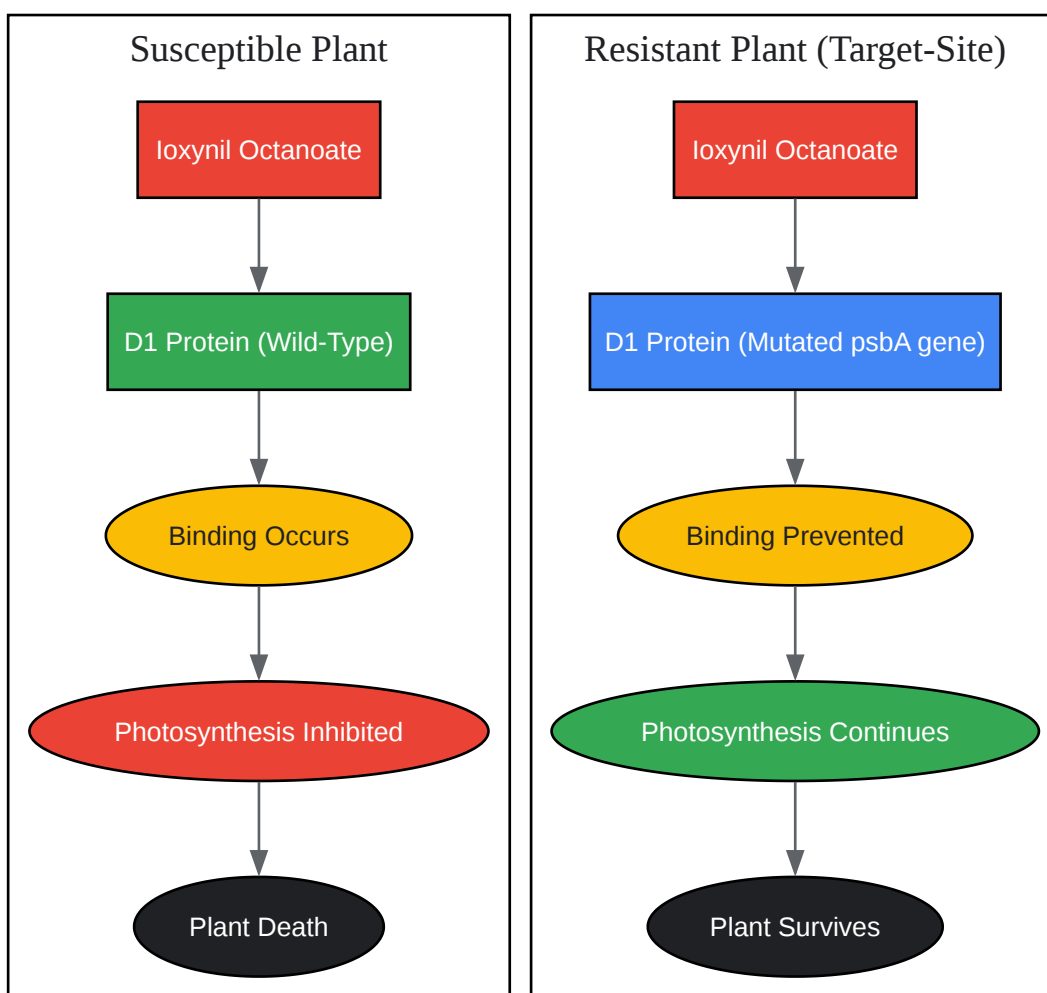 Susceptible Plant
Ioxynil Octanoate
D1 Protein (Wild-Type)
Binding Occurs
Photosynthesis Inhibited
Plant Death
Resistant Plant (Target-Site)
Ioxynil Octanoate
D1 Protein (Mutated psbA gene)
Binding Prevented
Photosynthesis Continues
Plant Survives